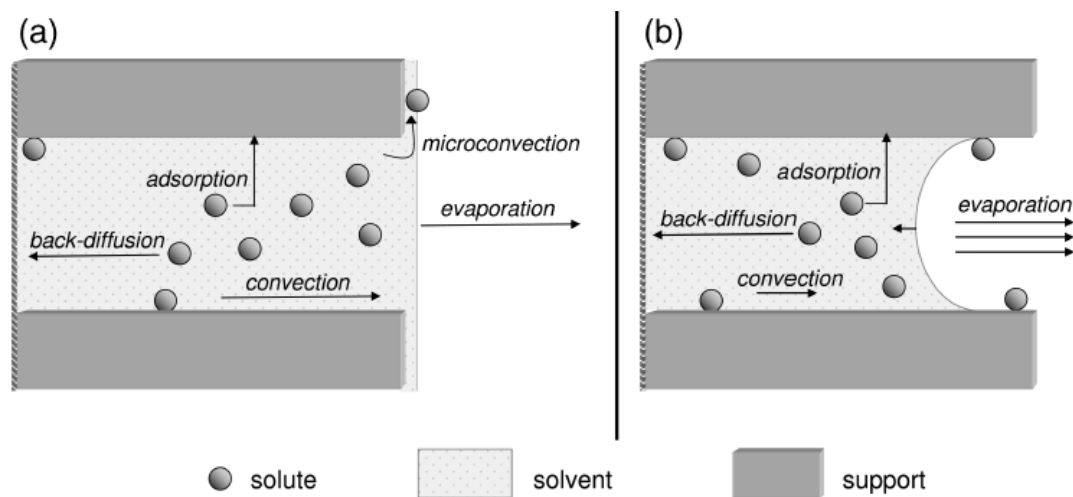 (a)
(b)
microconvection
adsorption
evaporation
back-diffusion
convection
adsorption
evaporation
back-diffusion
convection
solute
solvent
support